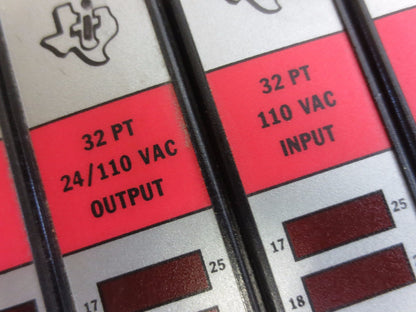 32 PT
24/110 VAC
OUTPUT
17
25
32 PT
110 VAC
INPUT
17
25
18